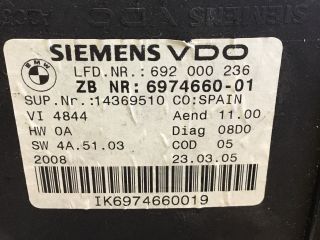 SIEMENS VDO
BMW
LFD.NR.: 692 000 236
ZB NR: 6974660-01
SUP.Nr:14369510 CO:SPAIN
VI 4844 Aend 11.00
HW 0A Diag 08D0
SW 4A.51.03 COD 05
2008 23.03.05
IK6974660019